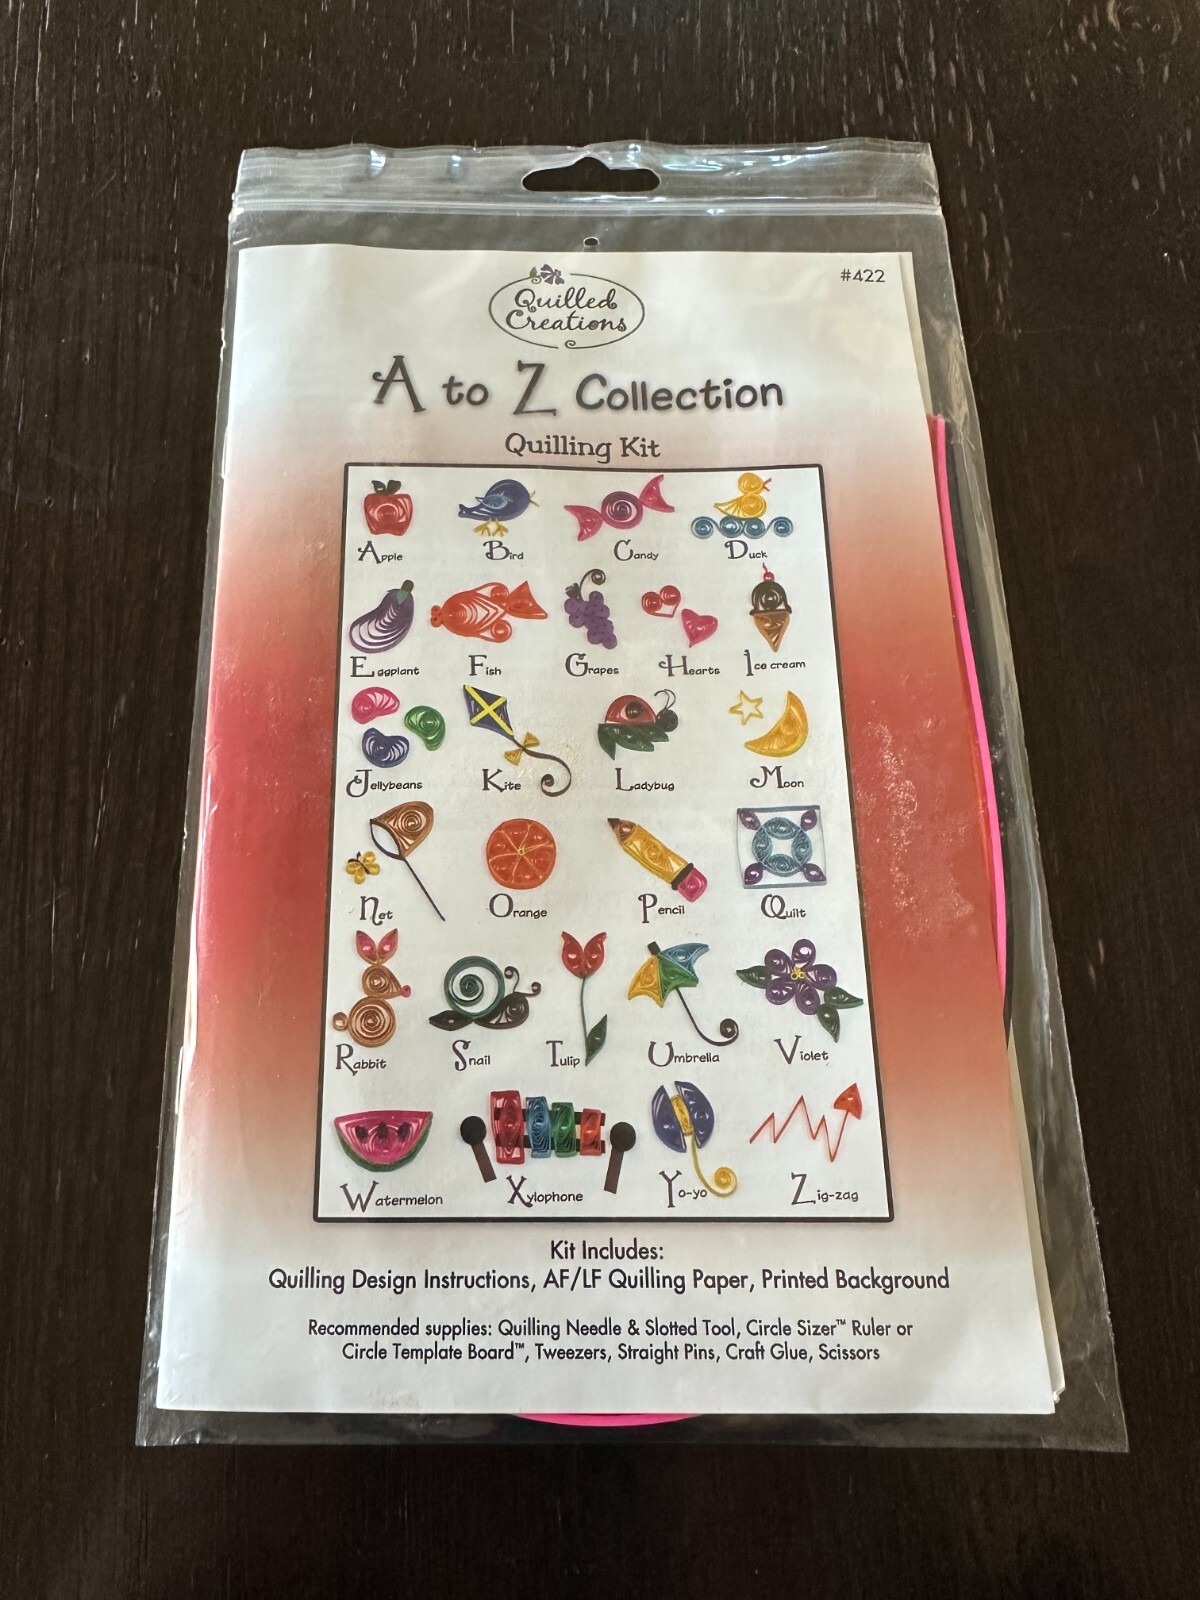 #422
Quilled
Creations
A to Z Collection
Quilling Kit
Apple Bird Candy Duck
Eggplant Fish Grapes Hearts Ice cream
Jellybeans Kite Ladybug Moon
Net Orange Pencil Quilt
Rabbit Snail Tulip Umbrella Violet
Watermelon Xylophone Yo-yo Zig-zag
Kit Includes:
Quilling Design Instructions, AF/LF Quilling Paper, Printed Background
Recommended supplies: Quilling Needle & Slotted Tool, Circle Sizer™ Ruler or
Circle Template Board™, Tweezers, Straight Pins, Craft Glue, Scissors